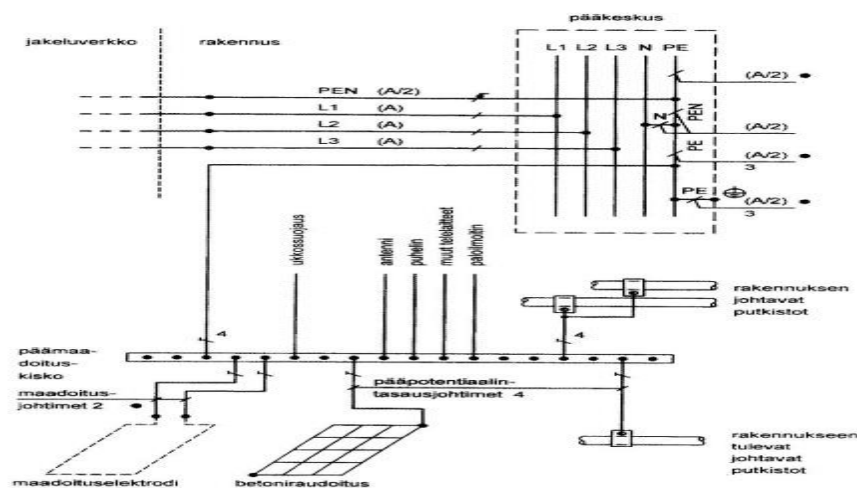 pääkeskus
jakeluverkko
rakennus
L1 L2 L3 N PE
PEN (A/2)
L1 (A)
L2 (A)
L3 (A)
(A/2)
N
PEN
(A/2)
PE
(A/2)
3
PE
(A/2)
3
ukkossuojaus
antenni
puhelin
muut telelaitteet
paloilmoitin
rakennuksen
johtavat
putkistot
4
4
päämaa-
doitus-
kisko
maadoitus-
johtimet 2
pääpotentiaalin-
tasausjohtimet 4
maadoituselektrodi
betoniraudoitus
rakennukseen
tulevat
johtavat
putkistot